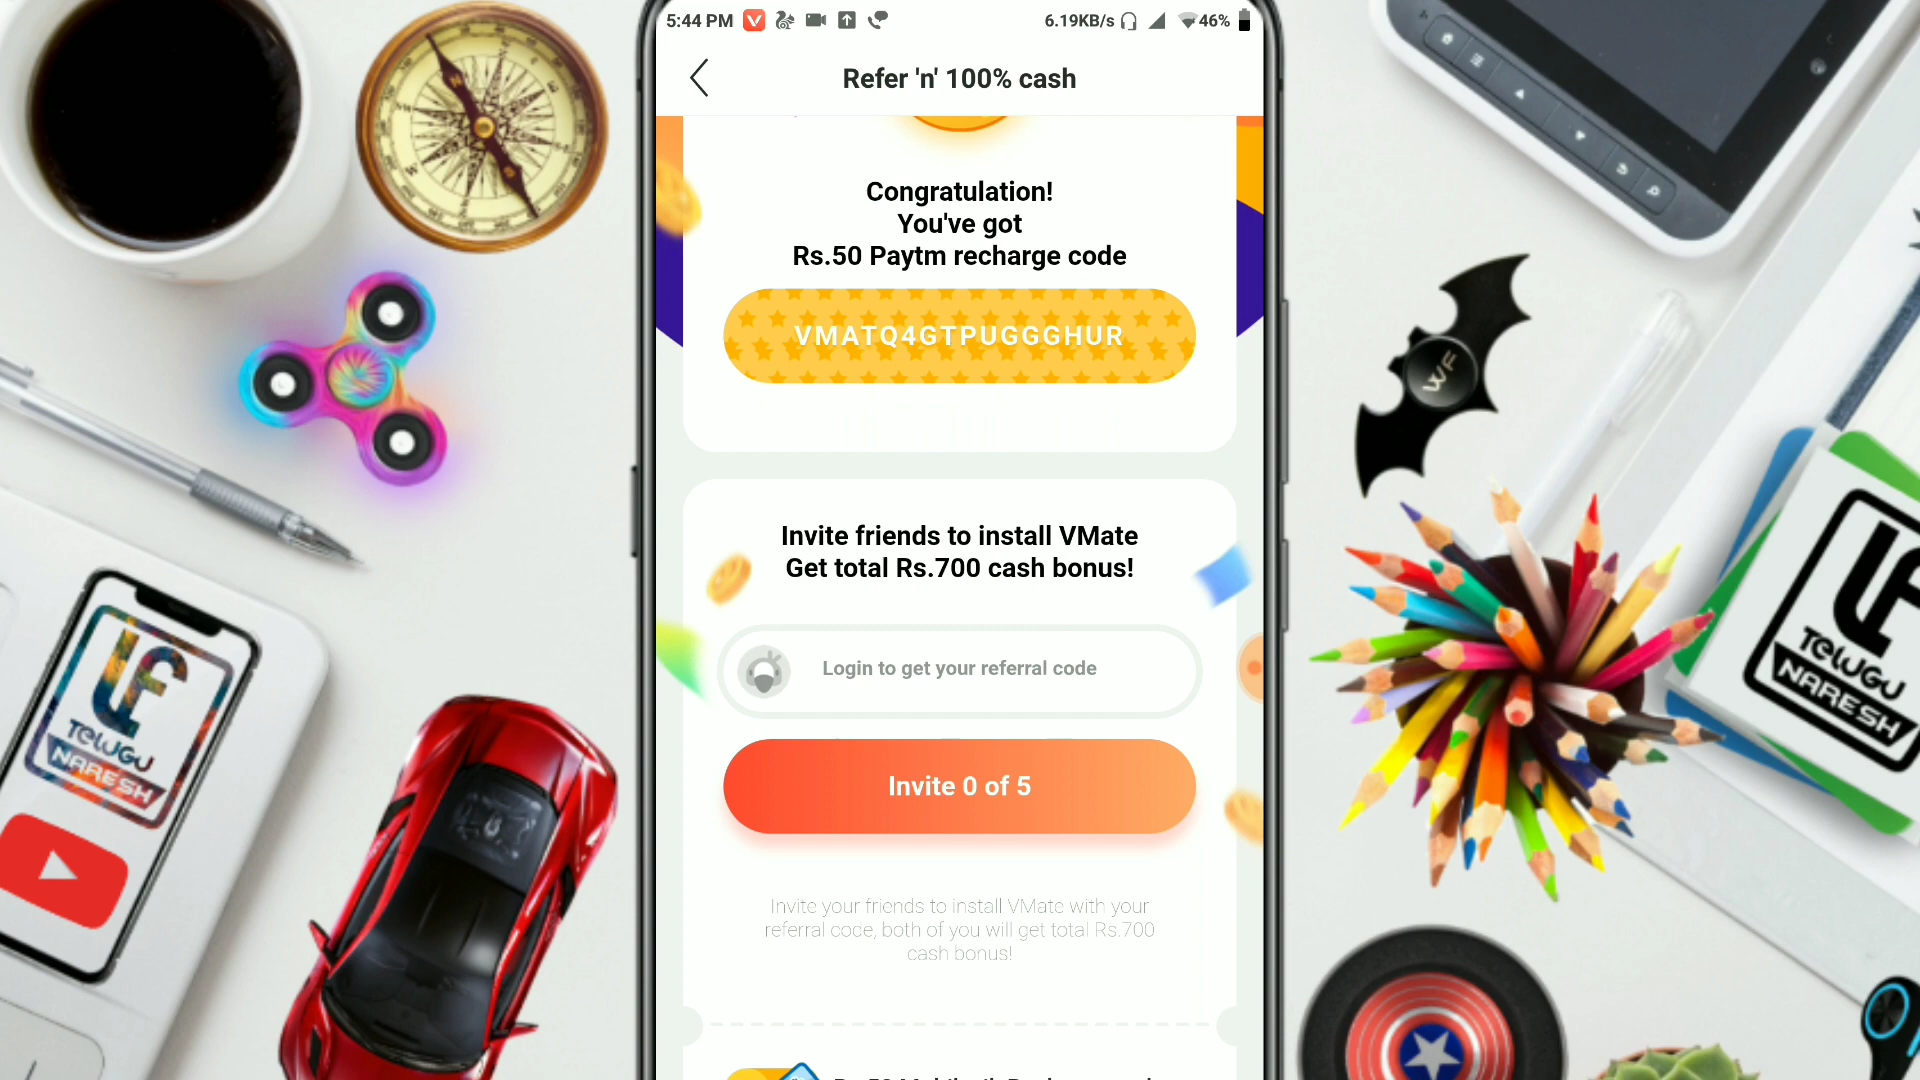 5:44 PM
6.19KB/s
46%
Refer 'n' 100% cash
Congratulation!
You've got
Rs.50 Paytm recharge code
VMATQ4GTPUGGGHUR
Invite friends to install VMate
Get total Rs.700 cash bonus!
Login to get your referral code
Invite 0 of 5
Invite your friends to install VMate with your
referral code, both of you will get total Rs.700
cash bonus!
WF
TELUGU
NARESH
TELUGU
NARESH